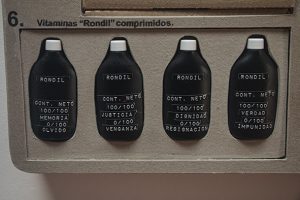 6. Vitaminas "Rondil" comprimidos.
RONDIL
CONT. NETO
100/100
MEMORIA
0/100
OLVIDO
RONDIL
CONT. NETO
100/100
JUSTICIA
0/100
VENGANZA
RONDIL
CONT. NETO
100/100
DIGNIDAD
0/100
RESIGNACION
RONDIL
CONT. NETO
100/100
VERDAD
0/100
IMPUNIDAD